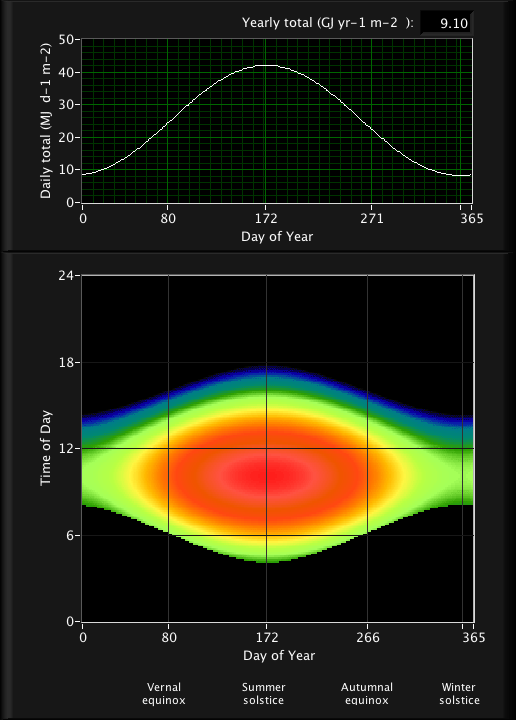 Yearly total (GJ yr-1 m-2 ): 9.10
50
40
30
20
10
0
Daily total (MJ d-1 m-2)
0 80 172 271 365
Day of Year
24
18
12
6
0
Time of Day
0 80 172 266 365
Day of Year
Vernal Summer Autumnal Winter
equinox solstice equinox solstice